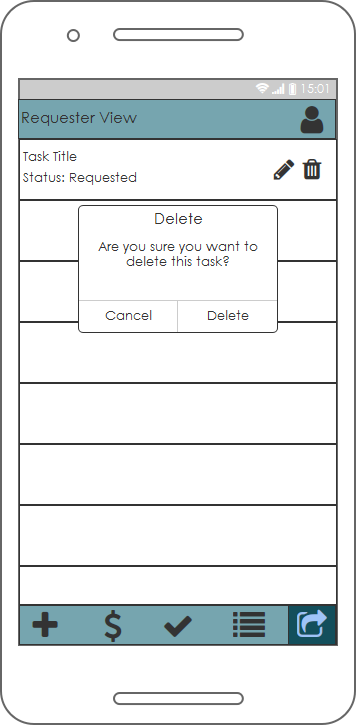 15:01
Requester View
Task Title
Status: Requested
Delete
Are you sure you want to
delete this task?
Cancel
Delete
$